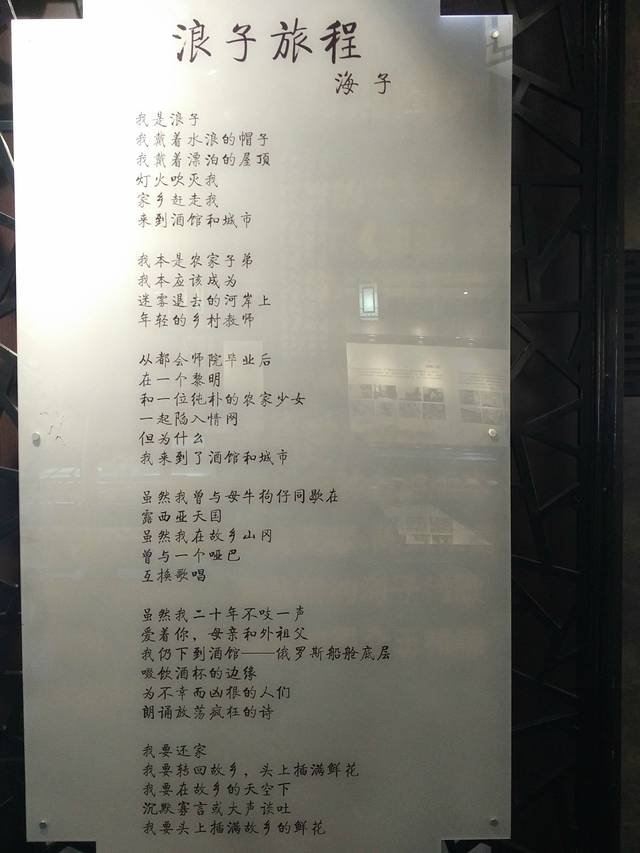 浪子旅程
海子
我是浪子
我戴着水浪的帽子
我戴着漂泊的屋顶
灯火吹灭我
家乡赶走我
来到酒馆和城市
我本是农家子弟
我本应该成为
迷雾退去的河岸上
年轻的乡村教师
从都会师院毕业后
在一个黎明
和一位纯朴的农家少女
一起陷入情网
但为什么
我来到了酒馆和城市
虽然我曾与母牛狗仔同歇在
露西亚天国
虽然我在故乡山冈
曾与一个哑巴
互换歌唱
虽然我二十年不吱一声
爱着你，母亲和外祖父
我仍下到酒馆——俄罗斯船舱底层
啜饮酒杯的边缘
为不幸而凶狠的人们
朗诵放荡疯狂的诗
我要还家
我要转回故乡，头上插满鲜花
我要在故乡的天空下
沉默寡言或大声谈吐
我要头上插满故乡的鲜花